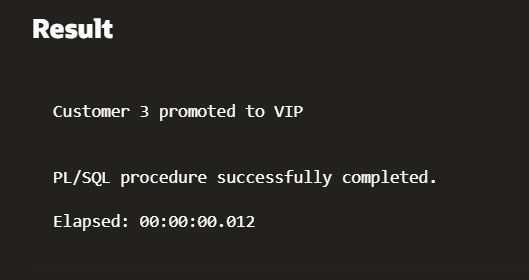 Result
Customer 3 promoted to VIP
PL/SQL procedure successfully completed.
Elapsed: 00:00:00.012